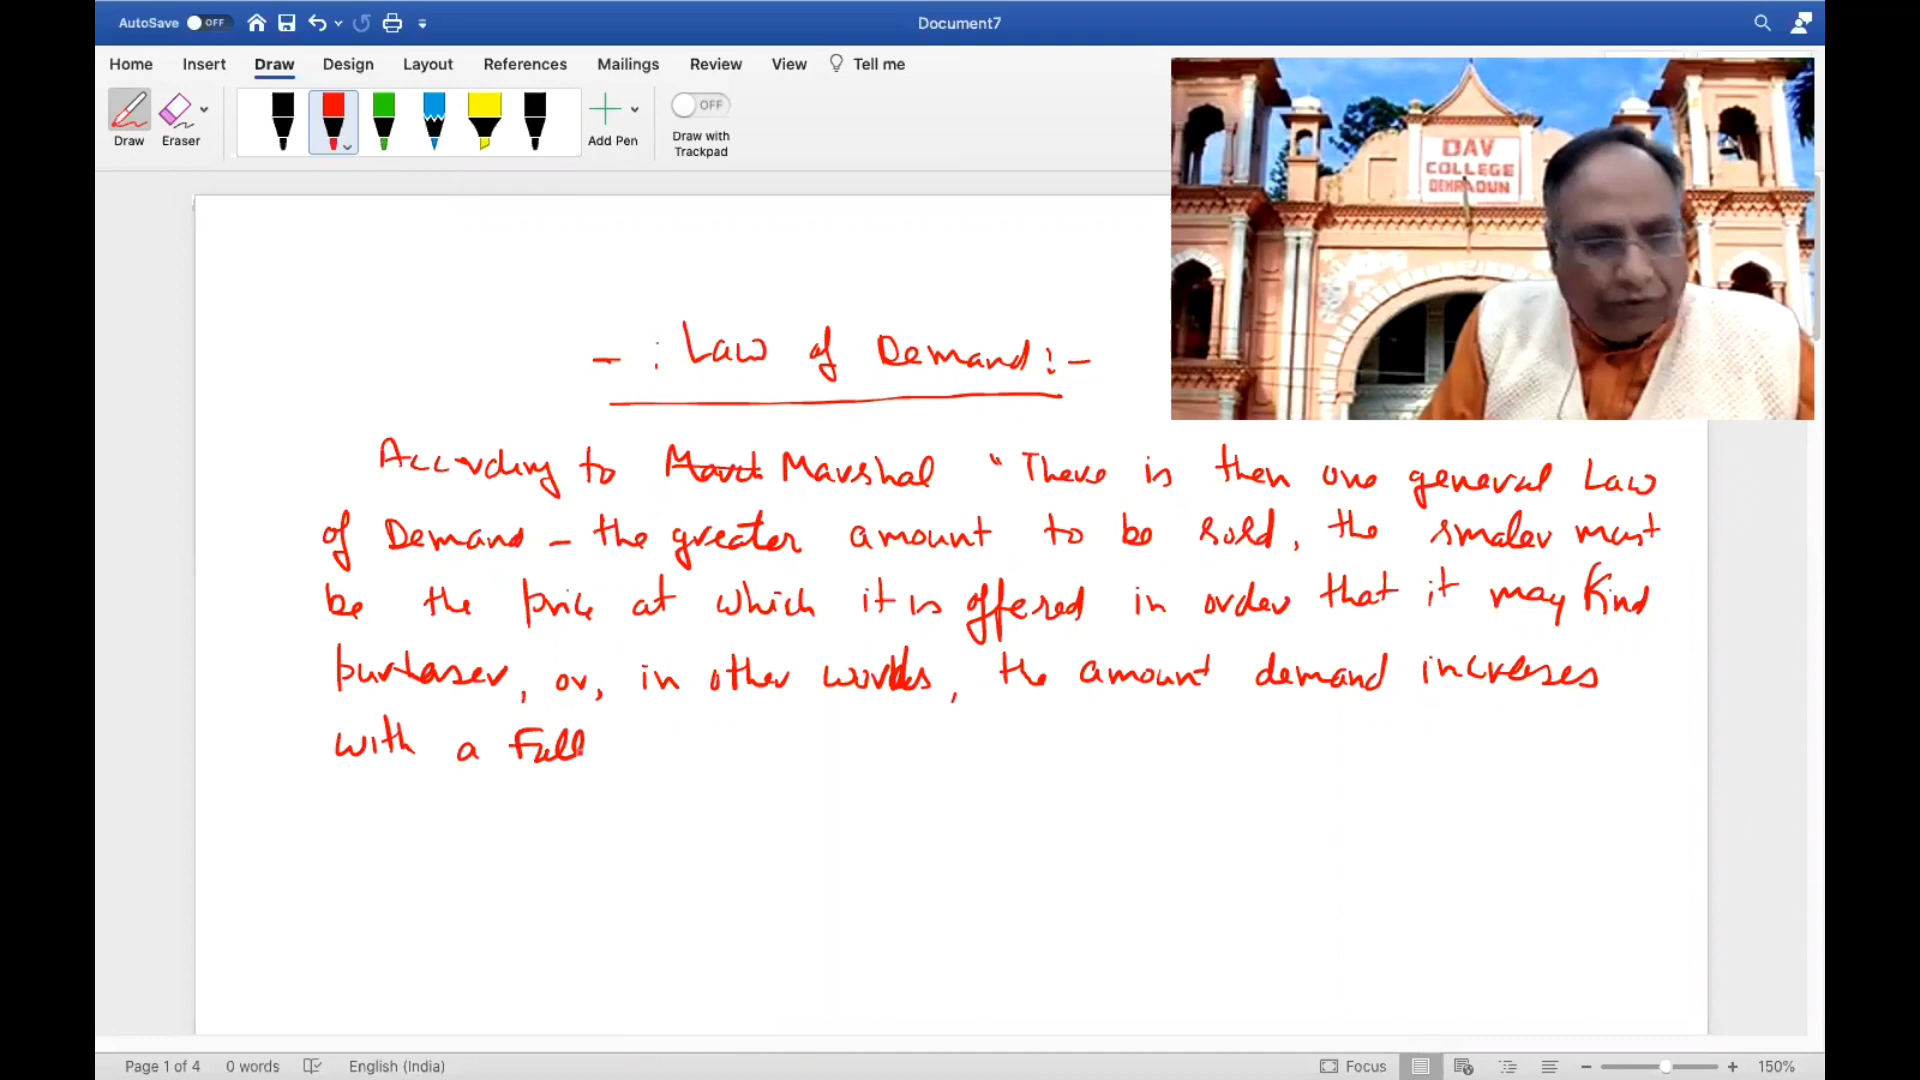 AutoSave OFF Document7
Home Insert Draw Design Layout References Mailings Review View Tell me
OFF
Draw Eraser Add Pen Draw with Trackpad
DAV
COLLEGE
DEHRADUN
- : Law of Demand :-
According to Marshal "There is then one general Law
of Demand - the greater amount to be sold, the smaler must
be the price at which it is offered in order that it may find
purchaser, or, in other words, the amount demand increases
with a Fall
Page 1 of 4 0 words English (India) Focus 150%